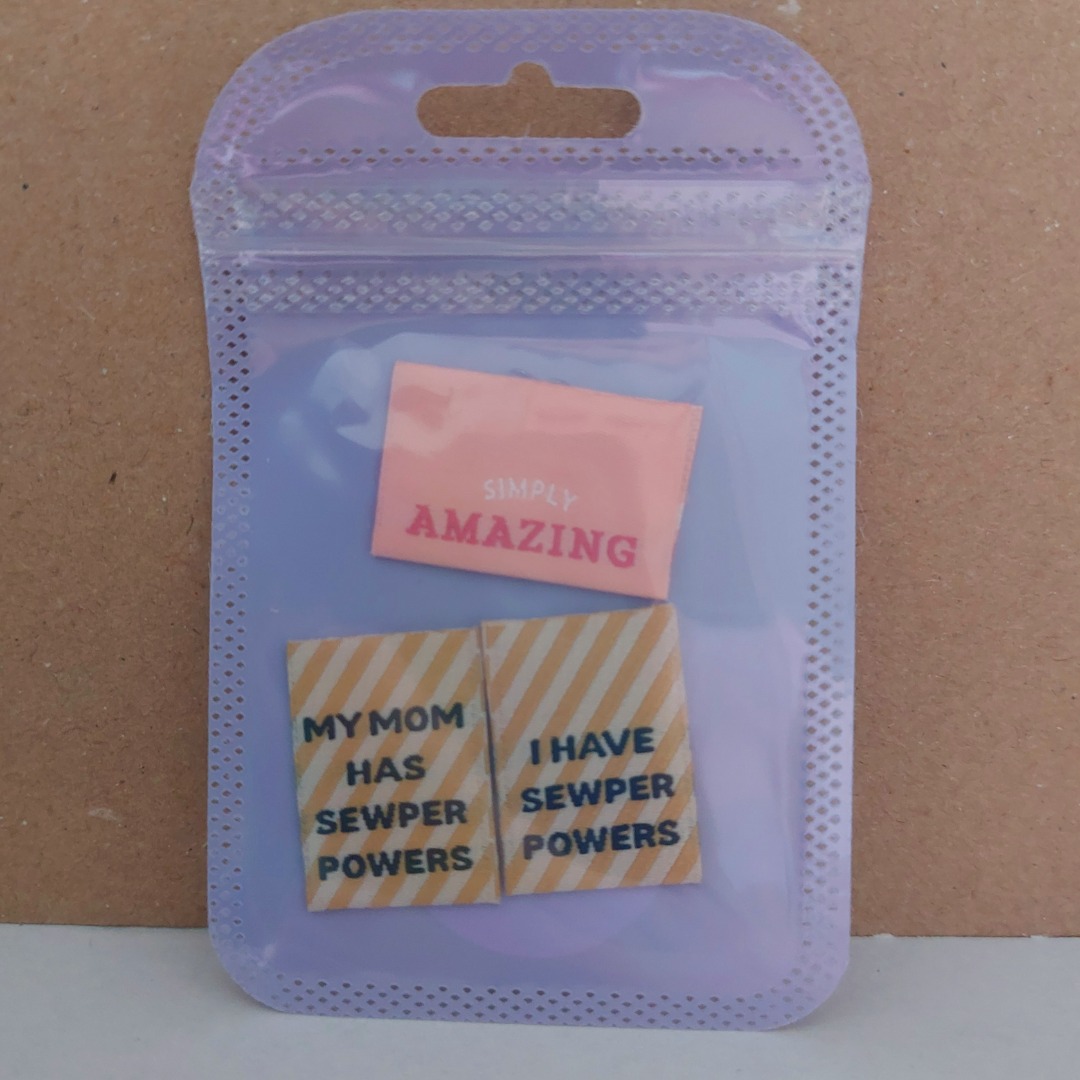 SIMPLY
AMAZING
MY MOM
HAS
SEWPER
POWERS
I HAVE
SEWPER
POWERS